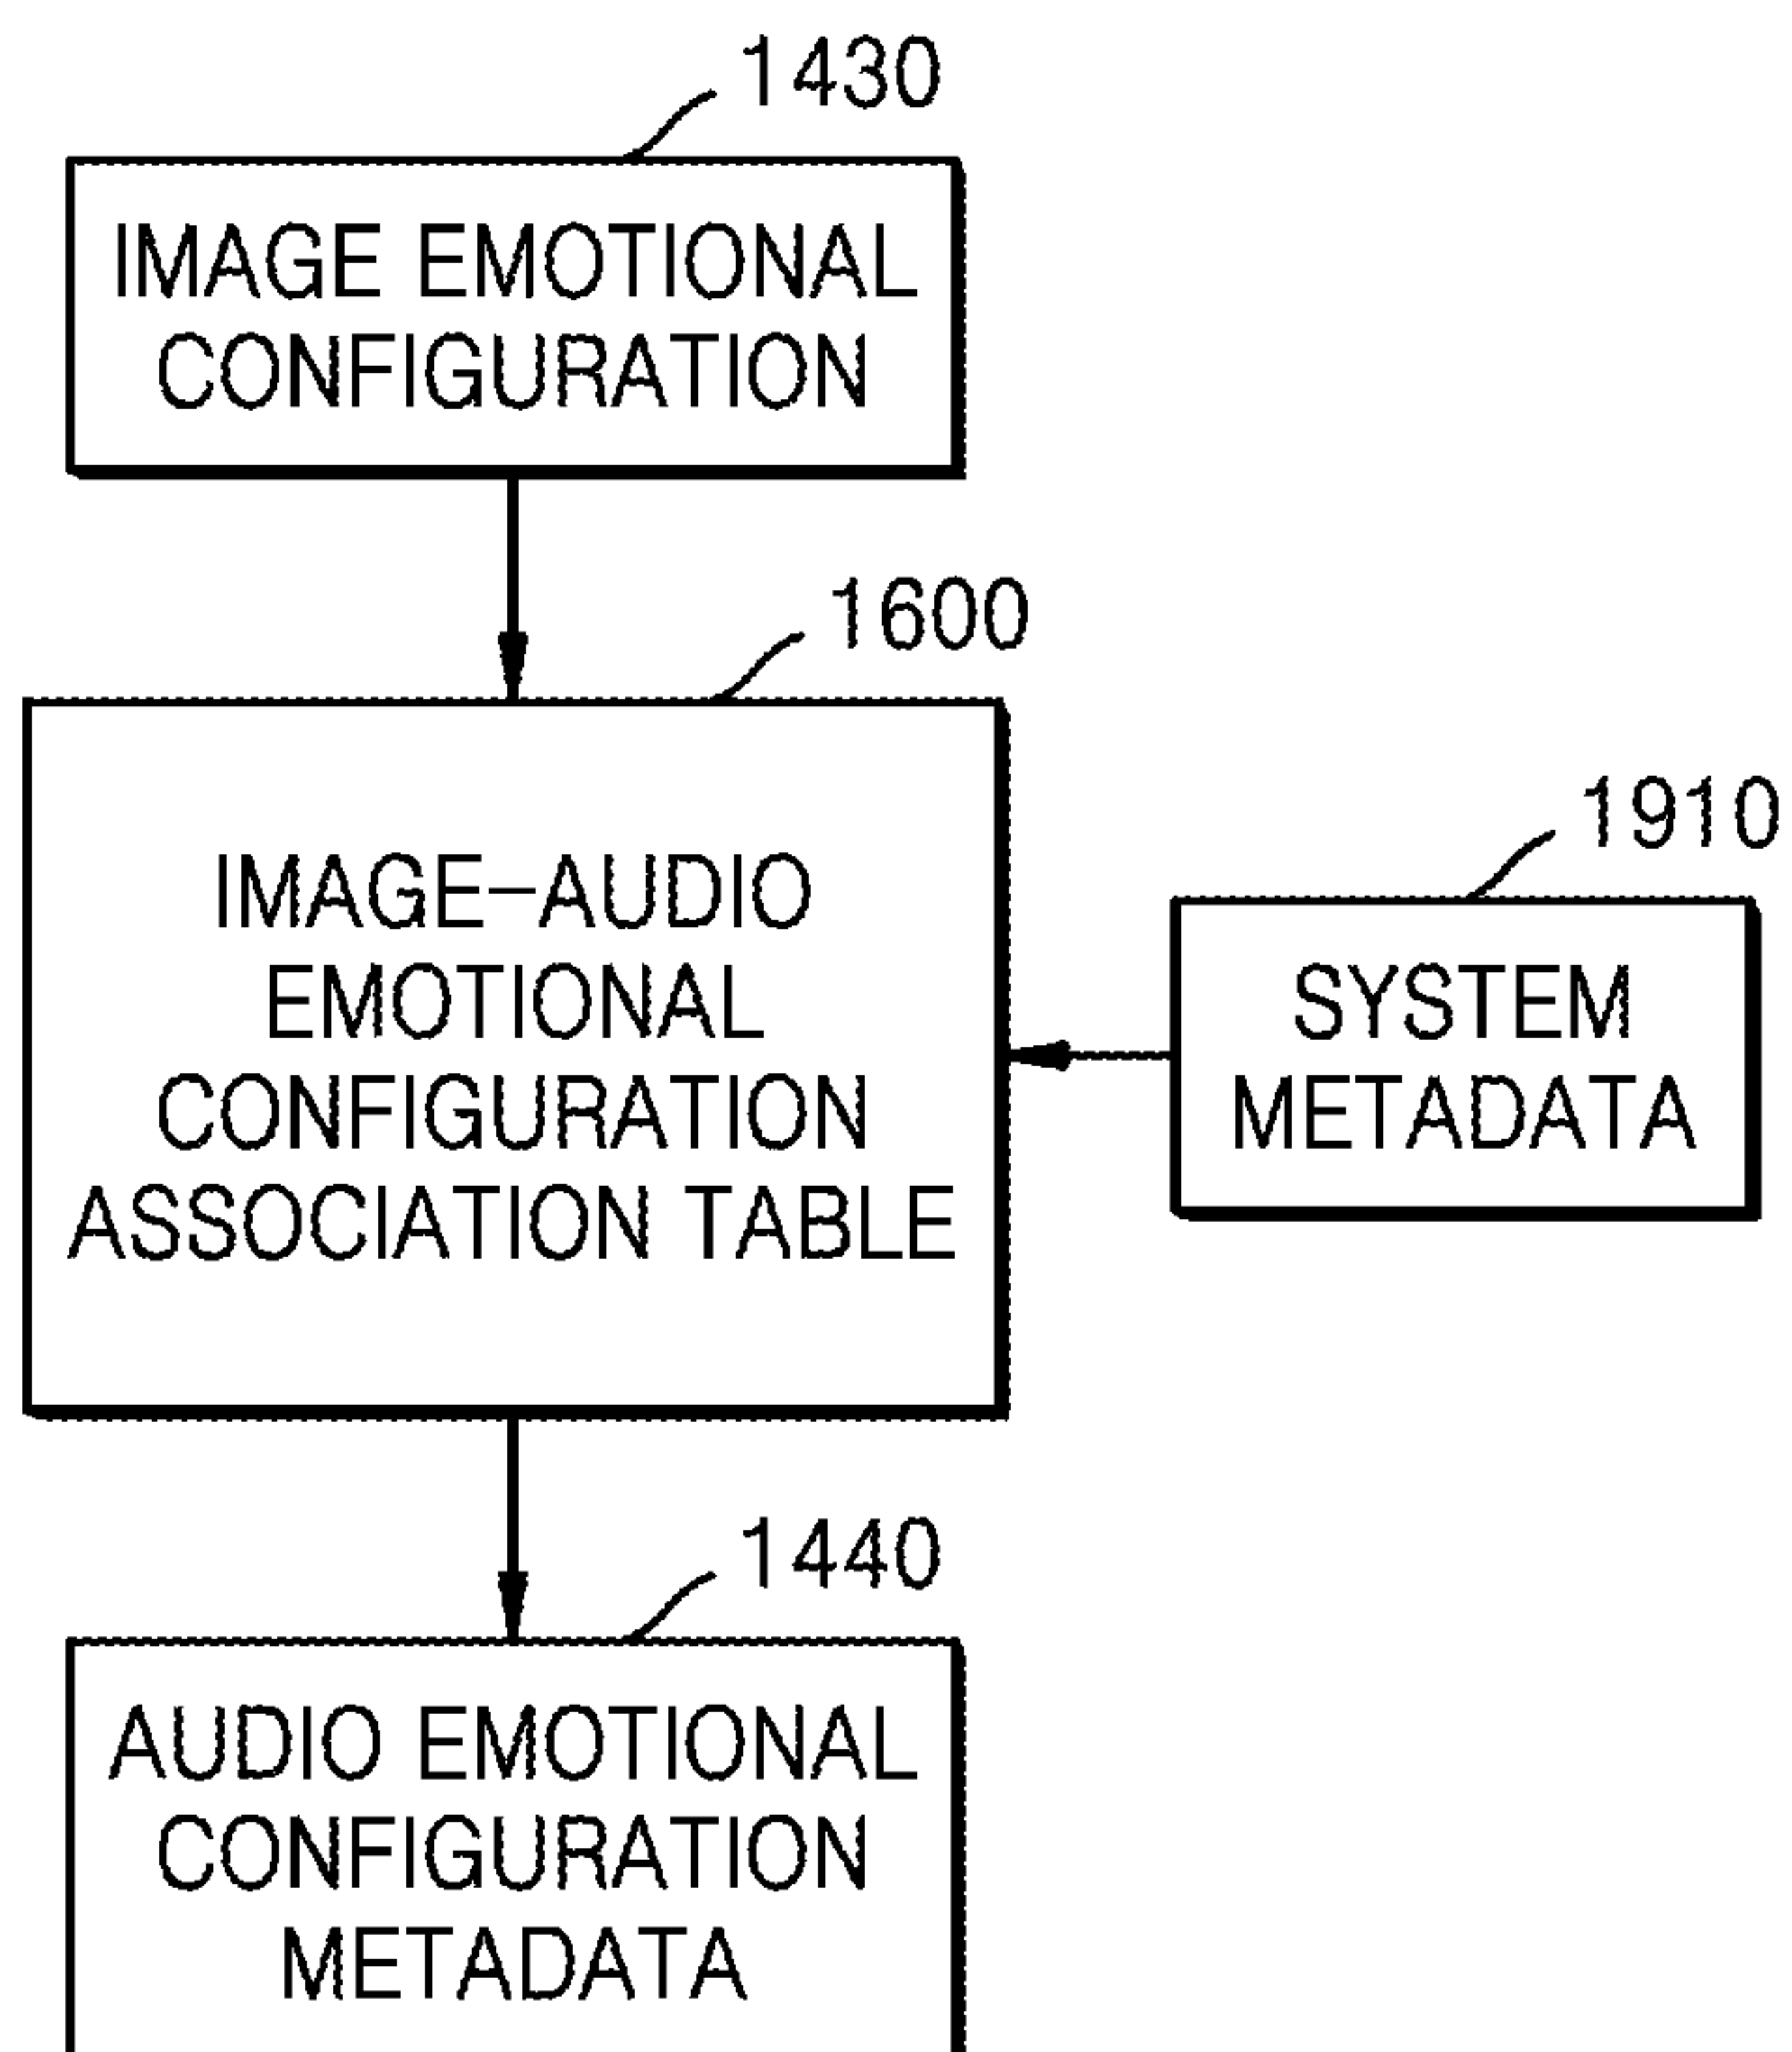 1430
IMAGE EMOTIONAL
CONFIGURATION
1600
IMAGE-AUDIO
EMOTIONAL
CONFIGURATION
ASSOCIATION TABLE
1910
SYSTEM
METADATA
1440
AUDIO EMOTIONAL
CONFIGURATION
METADATA